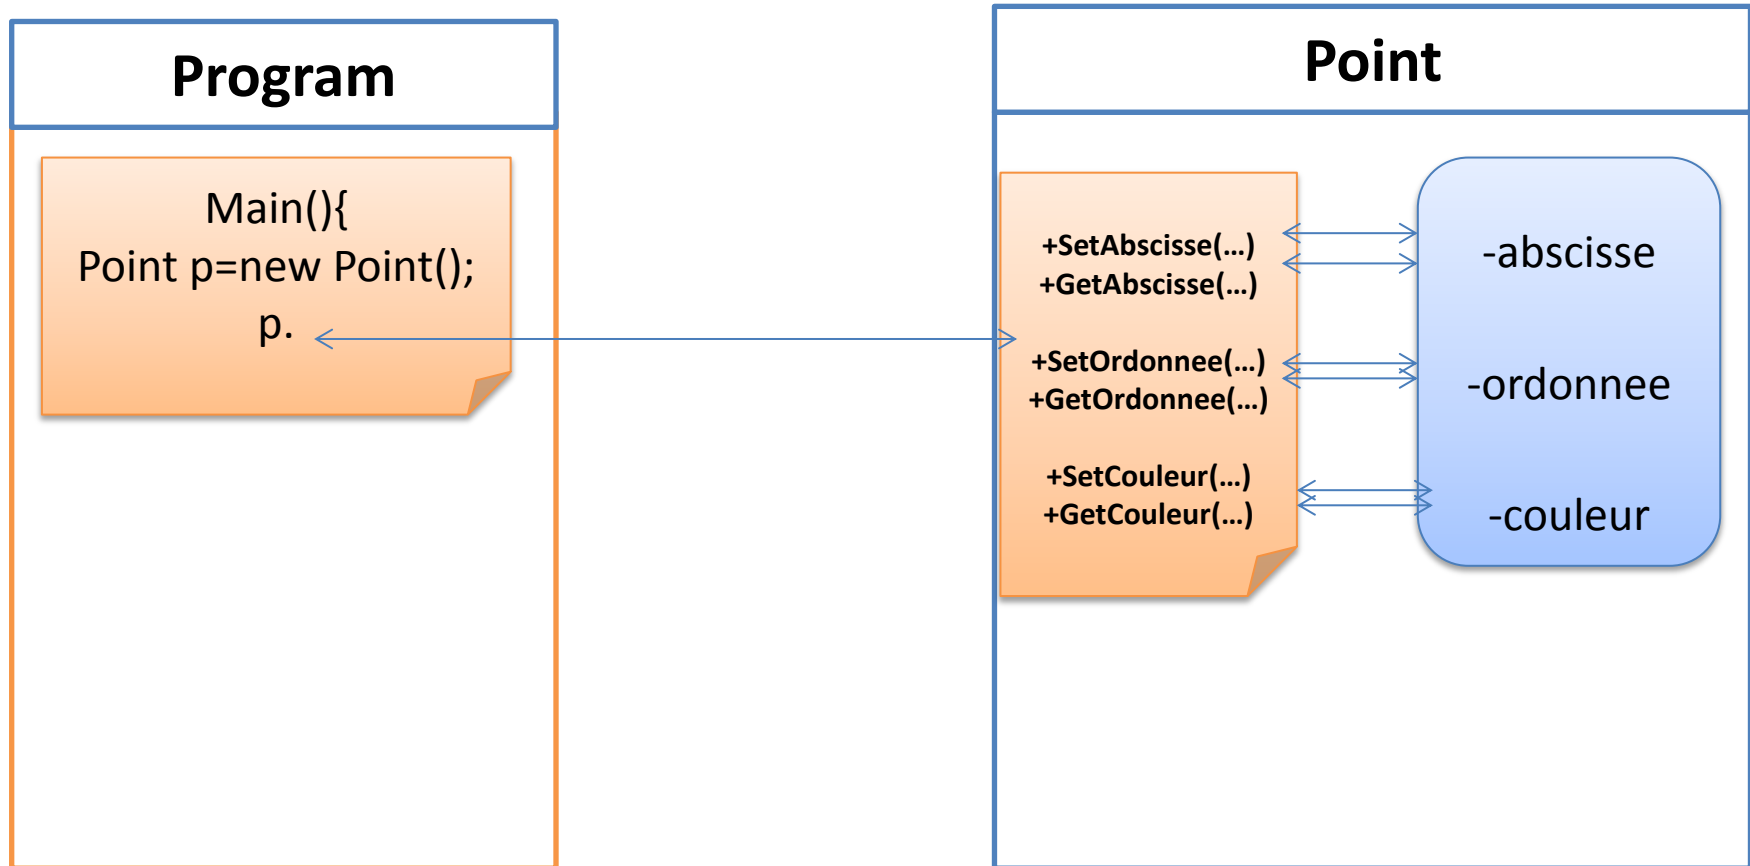 Program
Main(){
Point p=new Point();
p.
Point
+SetAbscisse(…)
+GetAbscisse(…)
+SetOrdonnee(…)
+GetOrdonnee(…)
+SetCouleur(…)
+GetCouleur(…)
-abscisse
-ordonnee
-couleur